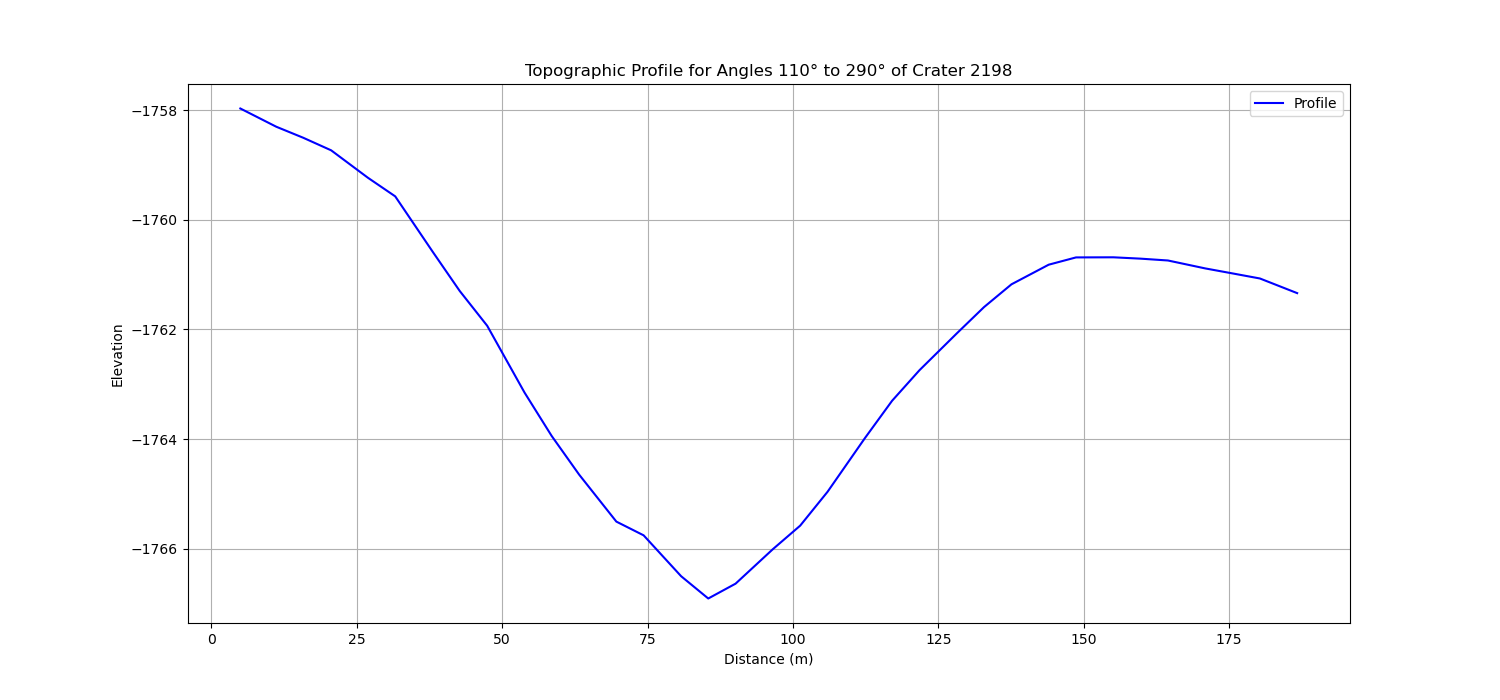 Topographic Profile for Angles 110° to 290° of Crater 2198
Profile
−1758
−1760
−1762
−1764
−1766
Elevation
0 25 50 75 100 125 150 175
Distance (m)